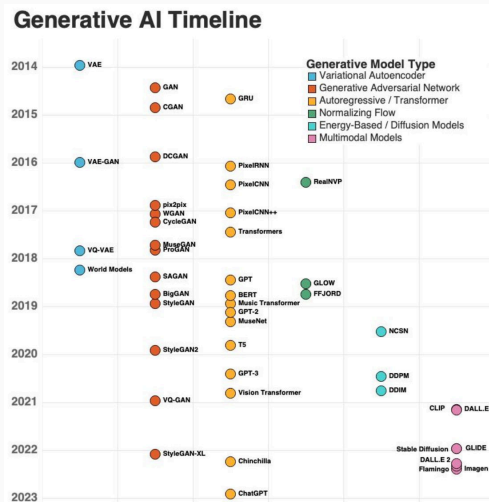 Generative AI Timeline
Generative Model Type
Variational Autoencoder
Generative Adversarial Network
Autoregressive / Transformer
Normalizing Flow
Energy-Based / Diffusion Models
Multimodal Models
2014
VAE
GAN
GRU
CGAN
2015
DCGAN
2016
VAE-GAN
PixelRNN
PixelCNN
RealNVP
pix2pix
2017
WGAN
PixelCNN++
CycleGAN
Transformers
MuseGAN
VQ-VAE
ProGAN
2018
World Models
SAGAN
GPT
GLOW
BigGAN
BERT
FFJORD
StyleGAN
Music Transformer
2019
GPT-2
MuseNet
NCSN
T5
StyleGAN2
2020
GPT-3
DDPM
DDIM
Vision Transformer
VQ-GAN
2021
CLIP
DALL.E
2022
Stable Diffusion
GLIDE
StyleGAN-XL
Chinchilla
DALL.E 2
Flamingo
Imagen
ChatGPT
2023